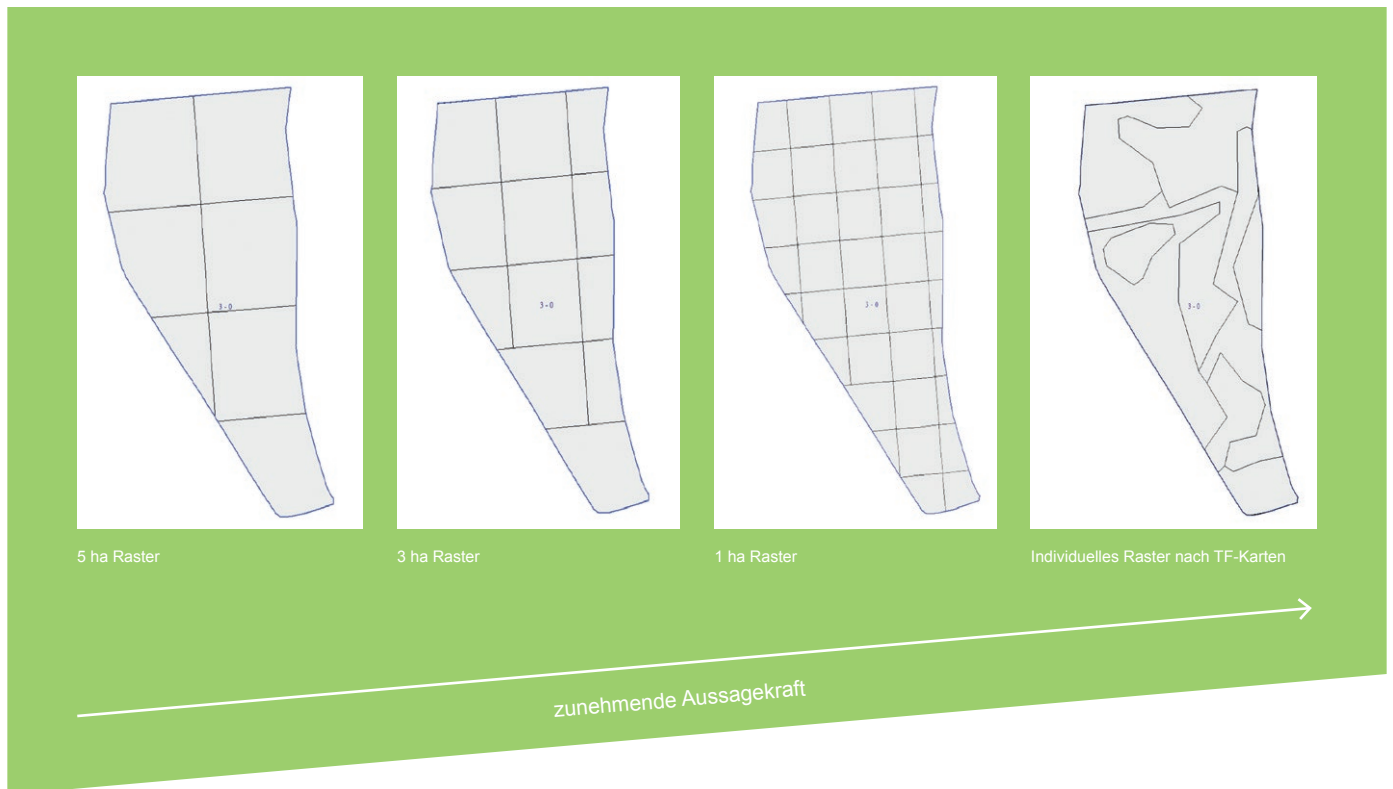 3-0
3-0
3-0
3-0
5 ha Raster
3 ha Raster
1 ha Raster
Individuelles Raster nach TF-Karten
zunehmende Aussagekraft